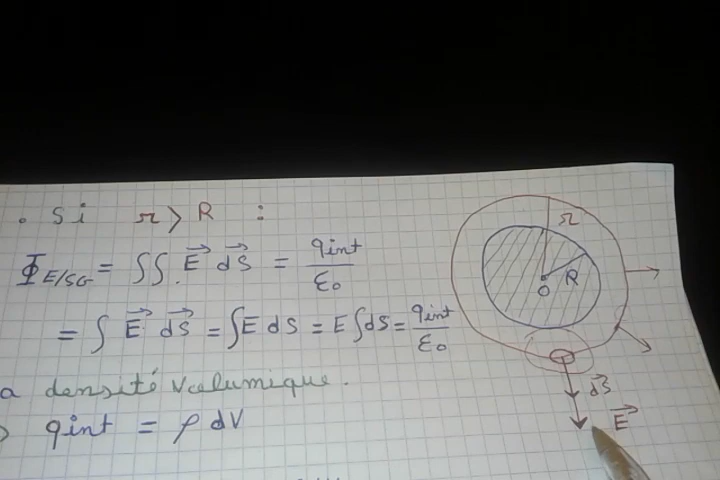 . Si r > R :
Φ E/SG = ∫∫ E⃗ dS⃗ = qint / ε₀
= ∫ E⃗ dS⃗ = ∫E dS = E∫dS = qint / ε₀
a densité volumique.
qint = ρ dV
r
R
O
dS⃗
E⃗